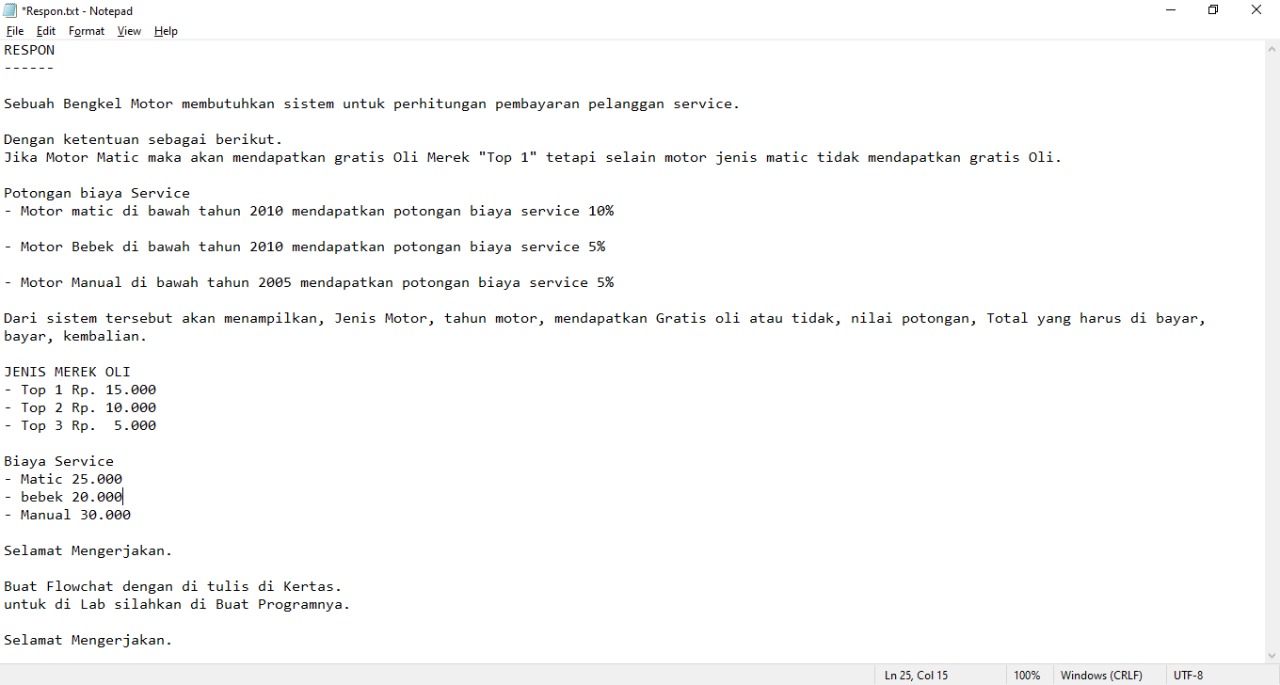 *Respon.txt - Notepad
File Edit Format View Help
RESPON
------
Sebuah Bengkel Motor membutuhkan sistem untuk perhitungan pembayaran pelanggan service.
Dengan ketentuan sebagai berikut.
Jika Motor Matic maka akan mendapatkan gratis Oli Merek "Top 1" tetapi selain motor jenis matic tidak mendapatkan gratis Oli.
Potongan biaya Service
- Motor matic di bawah tahun 2010 mendapatkan potongan biaya service 10%
- Motor Bebek di bawah tahun 2010 mendapatkan potongan biaya service 5%
- Motor Manual di bawah tahun 2005 mendapatkan potongan biaya service 5%
Dari sistem tersebut akan menampilkan, Jenis Motor, tahun motor, mendapatkan Gratis oli atau tidak, nilai potongan, Total yang harus di bayar,
bayar, kembalian.
JENIS MEREK OLI
- Top 1 Rp. 15.000
- Top 2 Rp. 10.000
- Top 3 Rp.  5.000
Biaya Service
- Matic 25.000
- bebek 20.000
- Manual 30.000
Selamat Mengerjakan.
Buat Flowchat dengan di tulis di Kertas.
untuk di Lab silahkan di Buat Programnya.
Selamat Mengerjakan.
Ln 25, Col 15 100% Windows (CRLF) UTF-8